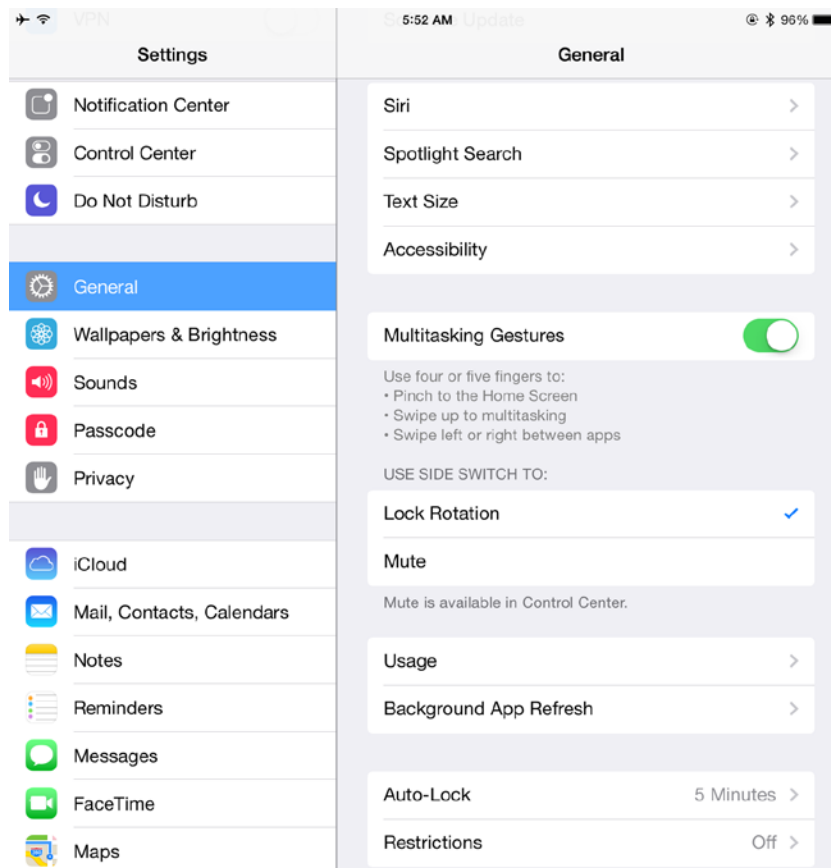 VPN
5:52 AM
Software Update
96%
Settings
General
Notification Center
Control Center
Do Not Disturb
General
Wallpapers & Brightness
Sounds
Passcode
Privacy
iCloud
Mail, Contacts, Calendars
Notes
Reminders
Messages
FaceTime
Maps
Siri
Spotlight Search
Text Size
Accessibility
Multitasking Gestures
Use four or five fingers to:
• Pinch to the Home Screen
• Swipe up to multitasking
• Swipe left or right between apps
USE SIDE SWITCH TO:
Lock Rotation
Mute
Mute is available in Control Center.
Usage
Background App Refresh
Auto-Lock 5 Minutes
Restrictions Off